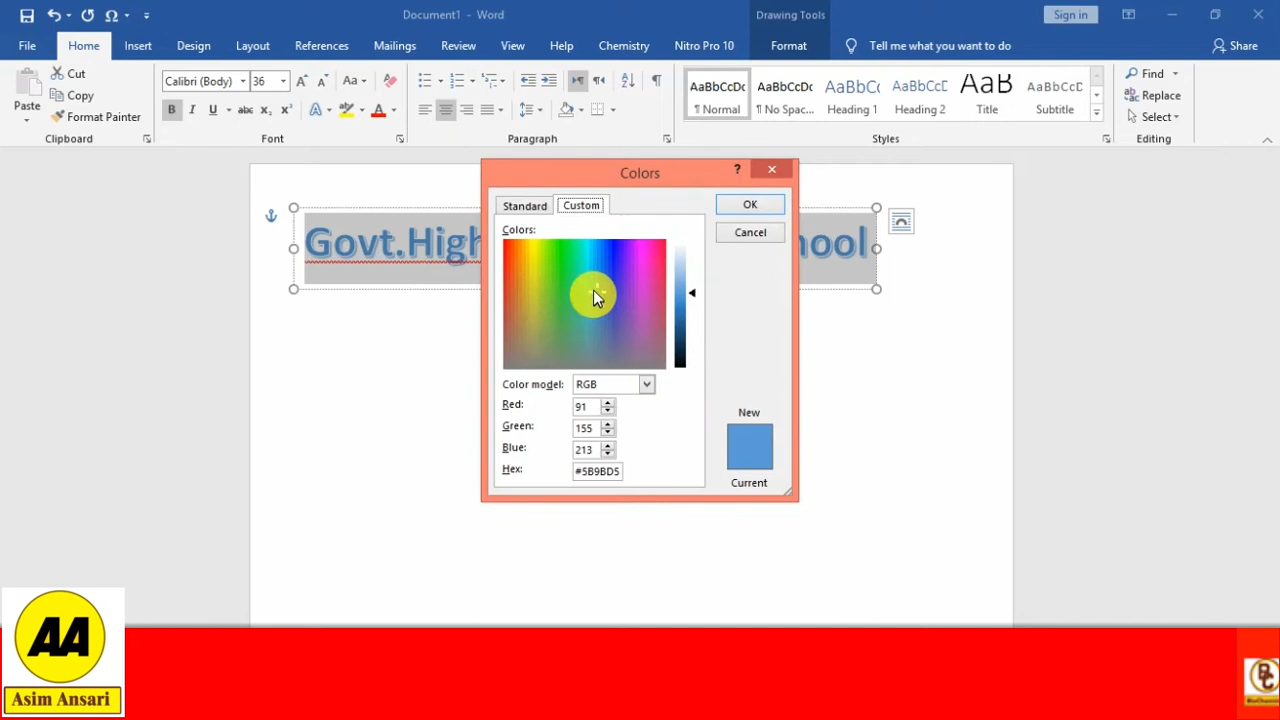 Document1 - Word
Drawing Tools
Sign in
File Home Insert Design Layout References Mailings Review View Help Chemistry Nitro Pro 10 Format Tell me what you want to do Share
Paste
Cut
Copy
Format Painter
Clipboard
Calibri (Body) 36
Font
Paragraph
AaBbCcDc AaBbCcDc AaBbCc AaBbCcD AaB AaBbCcD
¶ Normal ¶ No Spac... Heading 1 Heading 2 Title Subtitle
Styles
Find
Replace
Select
Editing
Govt.High
hool
Colors
Standard Custom
OK
Cancel
Colors:
Color model: RGB
Red: 91
Green: 155
Blue: 213
Hex: #5B9BD5
New
Current
AA
Asim Ansari